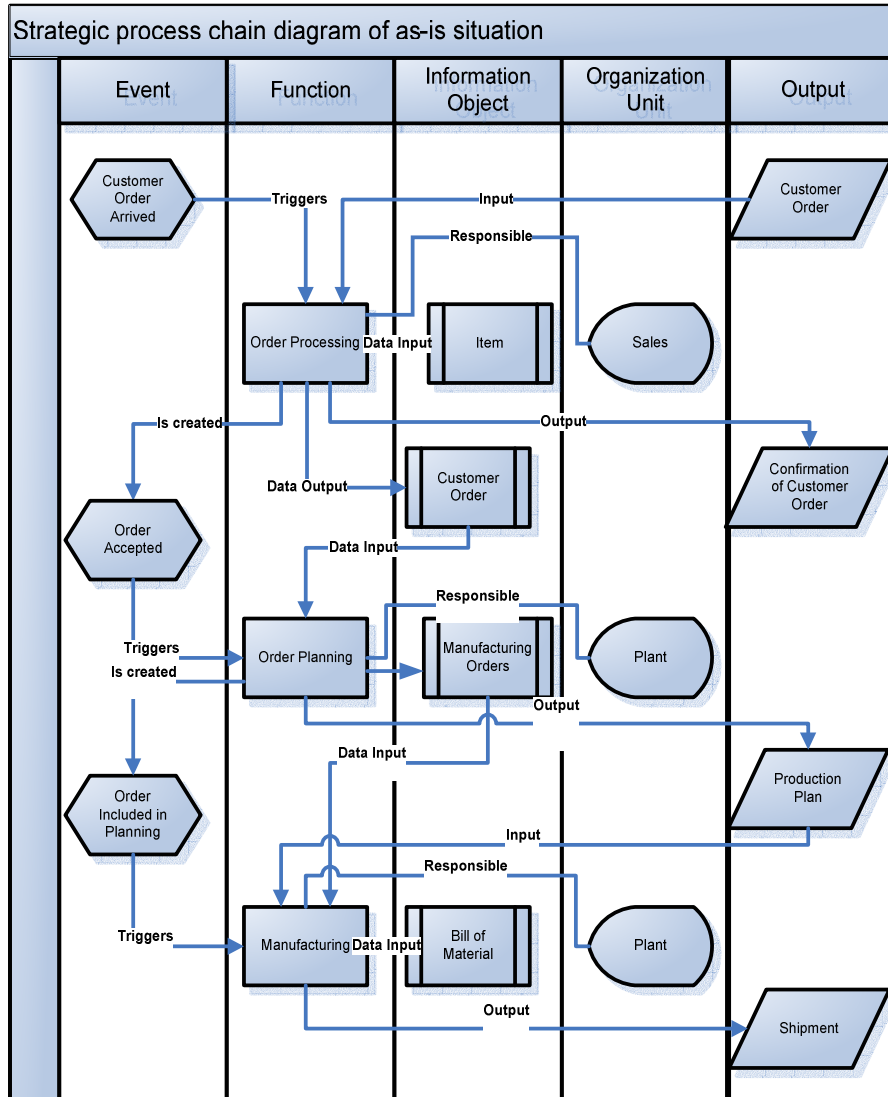 Strategic process chain diagram of as-is situation
Event
Function
Information
Object
Organization
Unit
Output
Customer
Order
Arrived
Triggers
Input
Customer
Order
Responsible
Order Processing
Data Input
Item
Sales
Is created
Output
Data Output
Customer
Order
Confirmation
of Customer
Order
Order
Accepted
Data Input
Responsible
Triggers
Order Planning
Manufacturing
Orders
Plant
Is created
Output
Data Input
Order
Included in
Planning
Production
Plan
Input
Responsible
Triggers
Manufacturing
Data Input
Bill of
Material
Plant
Output
Shipment